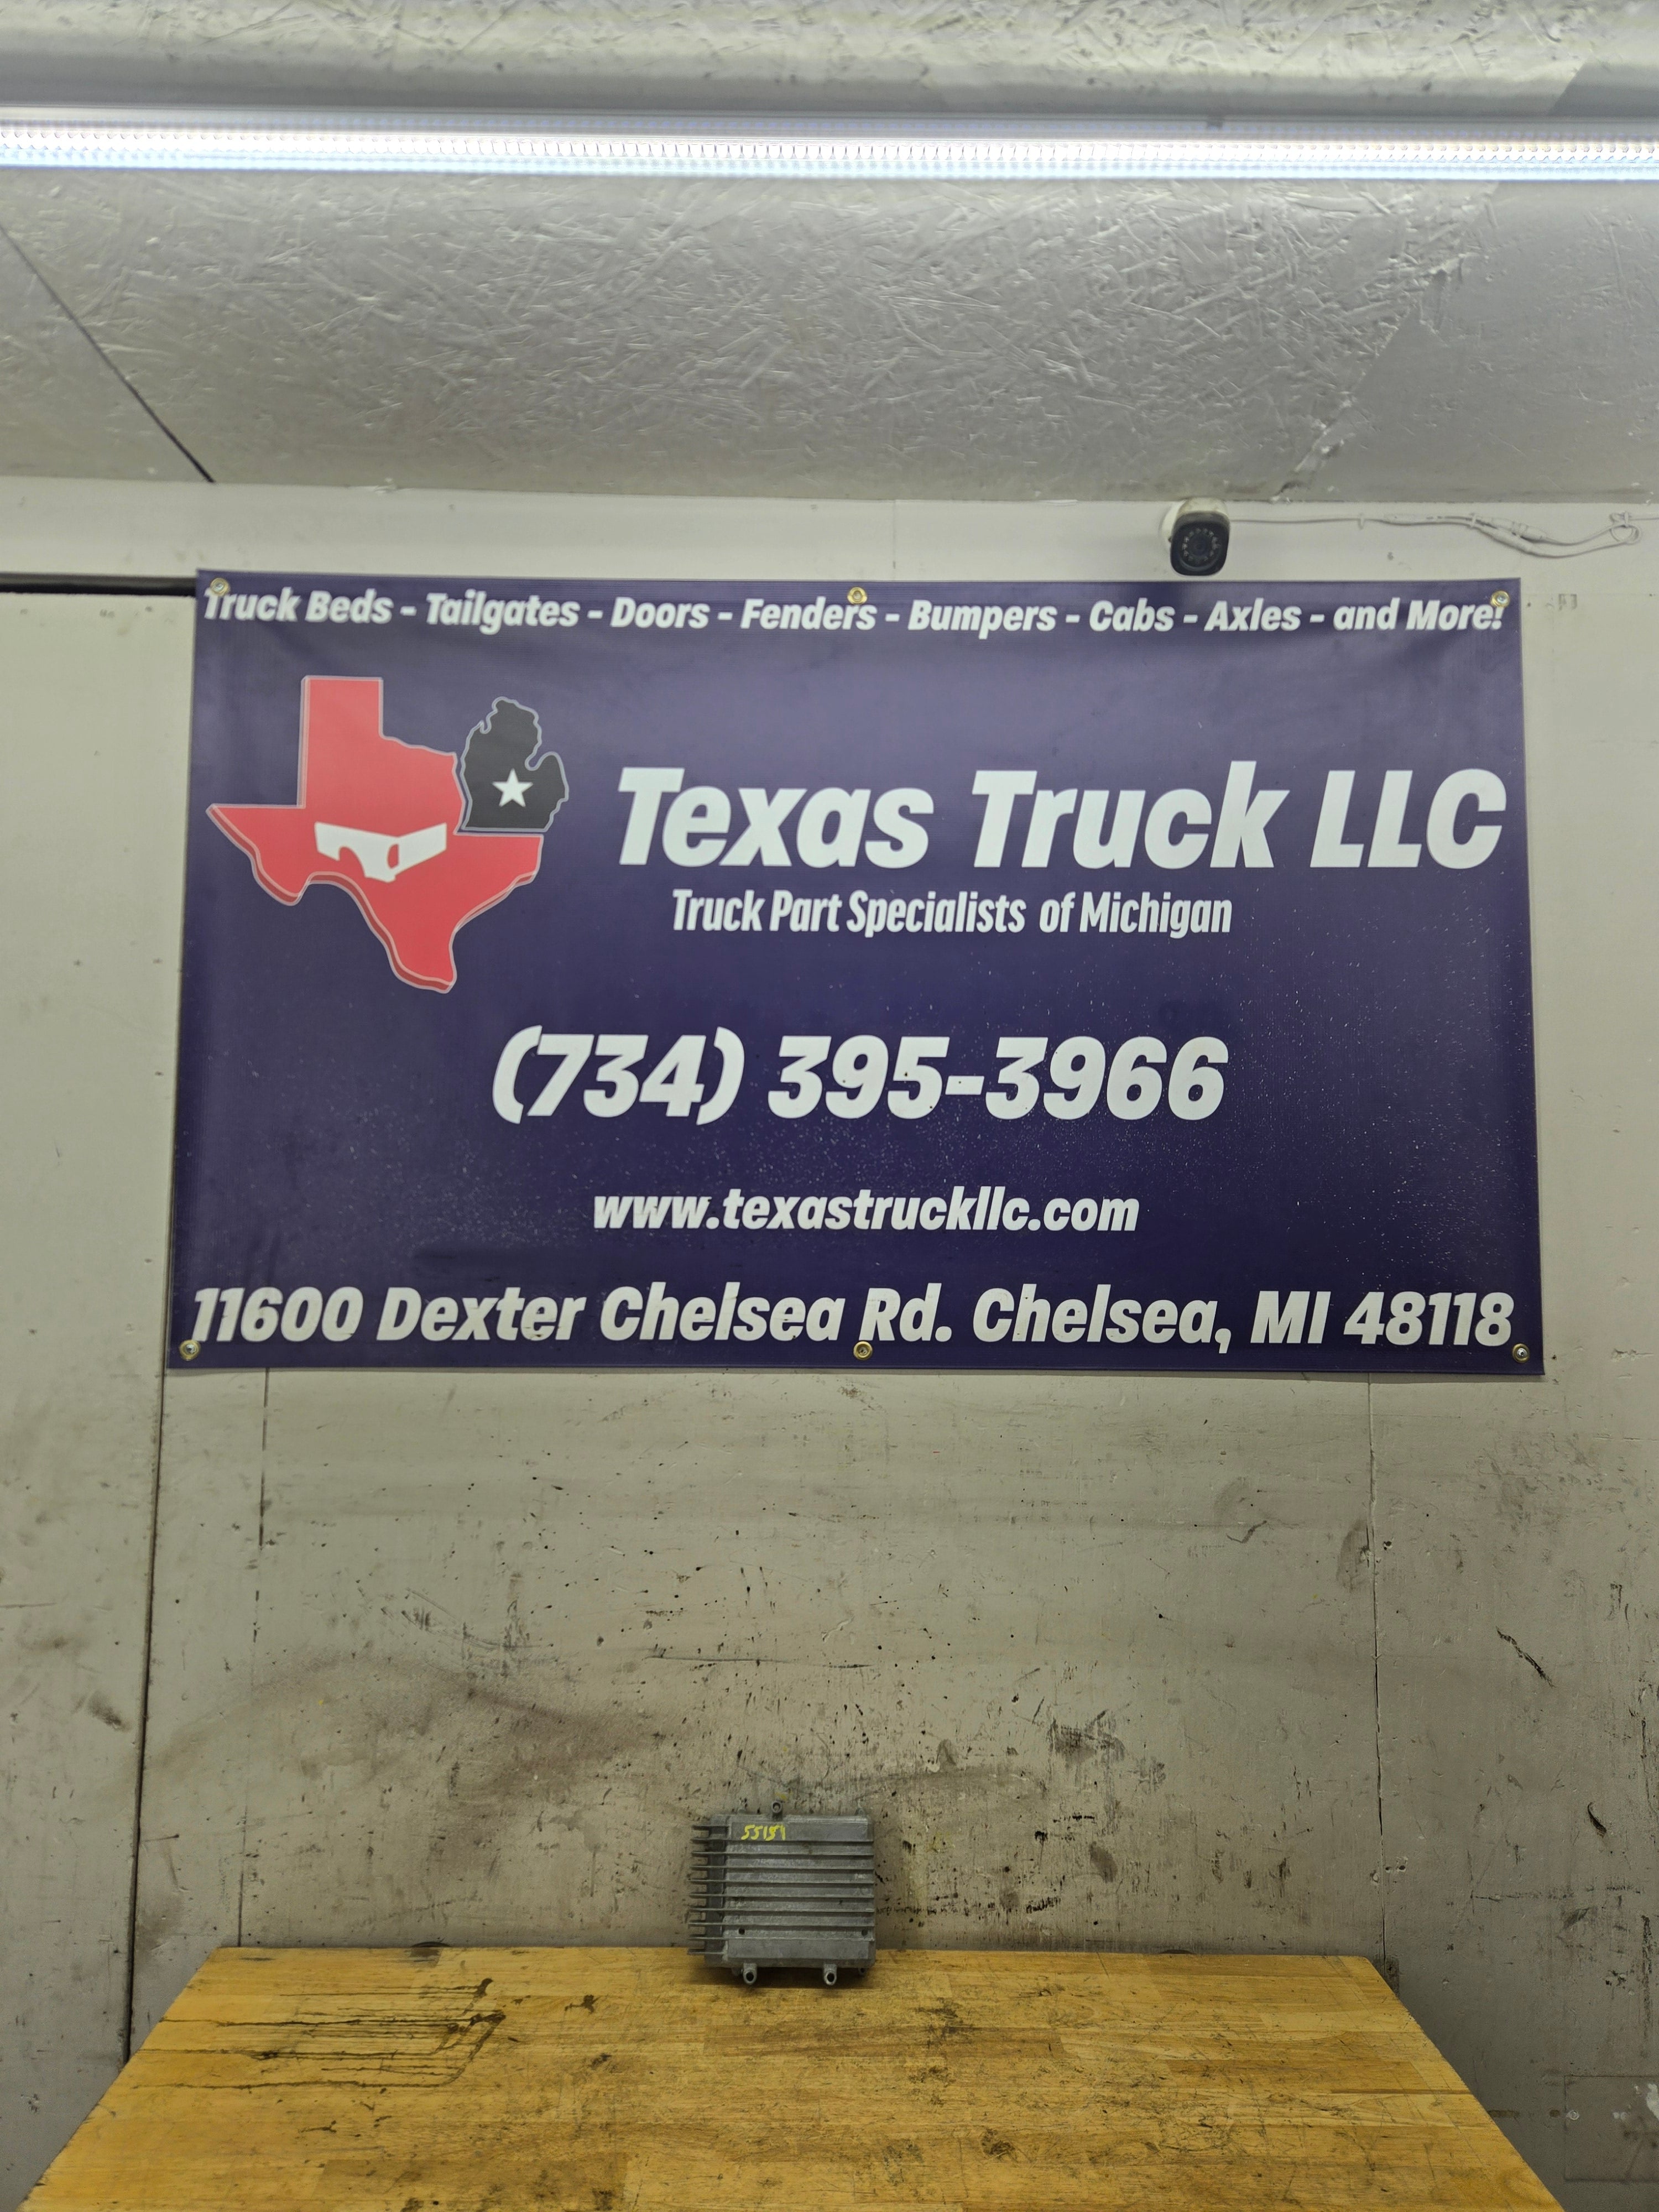 Truck Beds - Tailgates - Doors - Fenders - Bumpers - Cabs - Axles - and More!
Texas Truck LLC
Truck Part Specialists of Michigan
(734) 395-3966
www.texastruckllc.com
11600 Dexter Chelsea Rd. Chelsea, MI 48118
55151